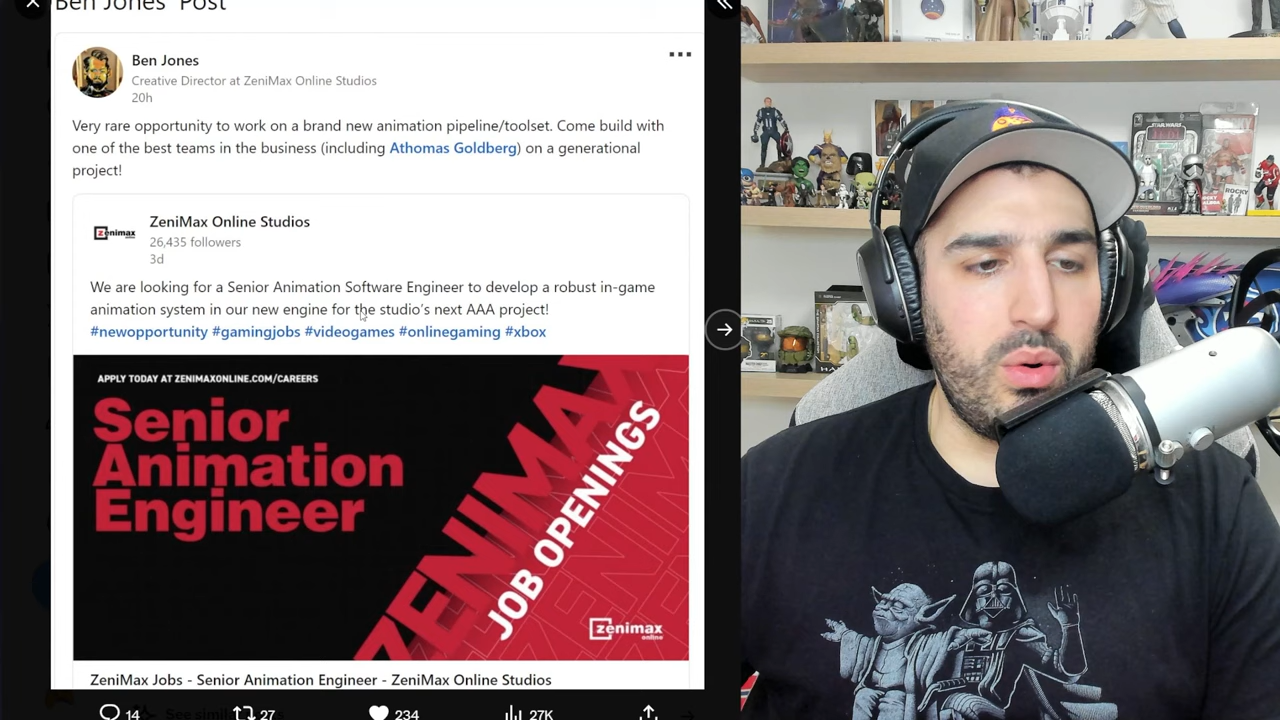 Ben Jones' Post
Ben Jones
Creative Director at ZeniMax Online Studios
20h
Very rare opportunity to work on a brand new animation pipeline/toolset. Come build with
one of the best teams in the business (including Athomas Goldberg) on a generational
project!
ZeniMax Online Studios
zenimax
online
26,435 followers
3d
We are looking for a Senior Animation Software Engineer to develop a robust in-game
animation system in our new engine for the studio's next AAA project!
#newopportunity #gamingjobs #videogames #onlinegaming #xbox
APPLY TODAY AT ZENIMAXONLINE.COM/CAREERS
Senior
Animation
Engineer
ZENIMAX
JOB OPENINGS
zenimax
online
ZeniMax Jobs - Senior Animation Engineer - ZeniMax Online Studios
14
27
234
27K
STAR WARS
ROCKY